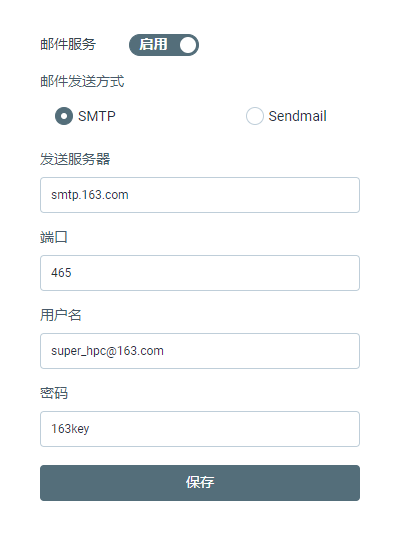 邮件服务 启用
邮件发送方式
SMTP Sendmail
发送服务器
smtp.163.com
端口
465
用户名
super_hpc@163.com
密码
163key
保存